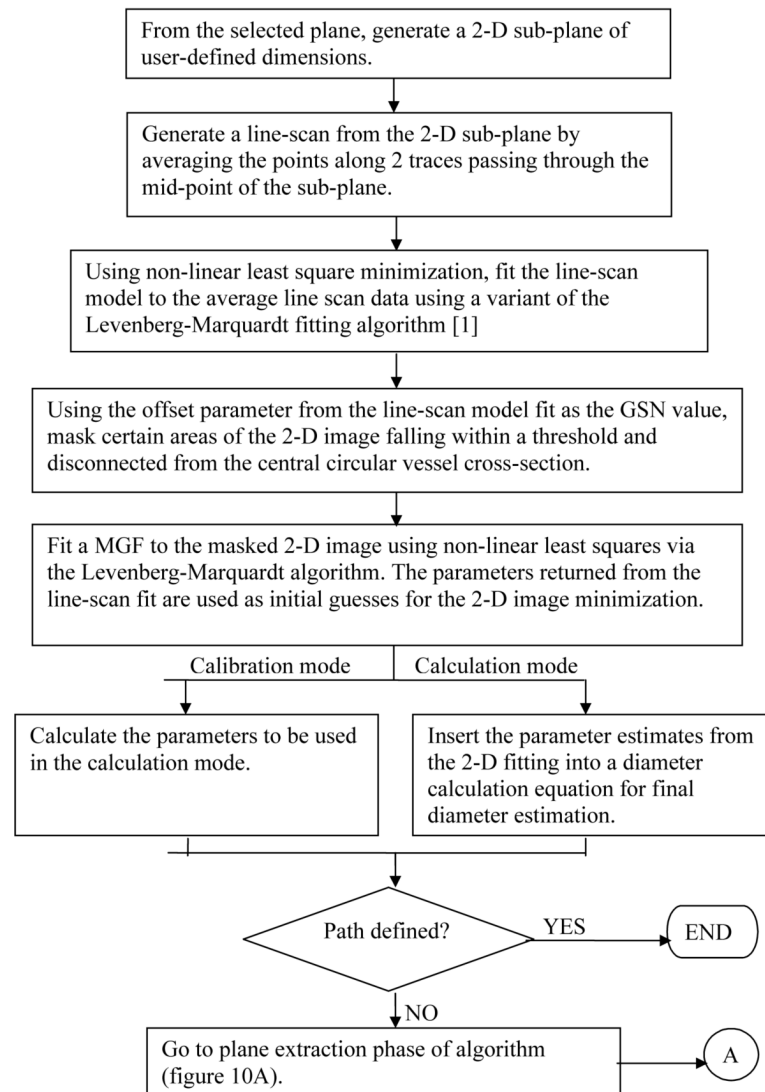 From the selected plane, generate a 2-D sub-plane of
user-defined dimensions.
Generate a line-scan from the 2-D sub-plane by
averaging the points along 2 traces passing through the
mid-point of the sub-plane.
Using non-linear least square minimization, fit the line-scan
model to the average line scan data using a variant of the
Levenberg-Marquardt fitting algorithm [1]
Using the offset parameter from the line-scan model fit as the GSN value,
mask certain areas of the 2-D image falling within a threshold and
disconnected from the central circular vessel cross-section.
Fit a MGF to the masked 2-D image using non-linear least squares via
the Levenberg-Marquardt algorithm. The parameters returned from the
line-scan fit are used as initial guesses for the 2-D image minimization.
Calibration mode
Calculation mode
Calculate the parameters to be used
in the calculation mode.
Insert the parameter estimates from
the 2-D fitting into a diameter
calculation equation for final
diameter estimation.
Path defined?
YES
END
NO
Go to plane extraction phase of algorithm
(figure 10A).
A